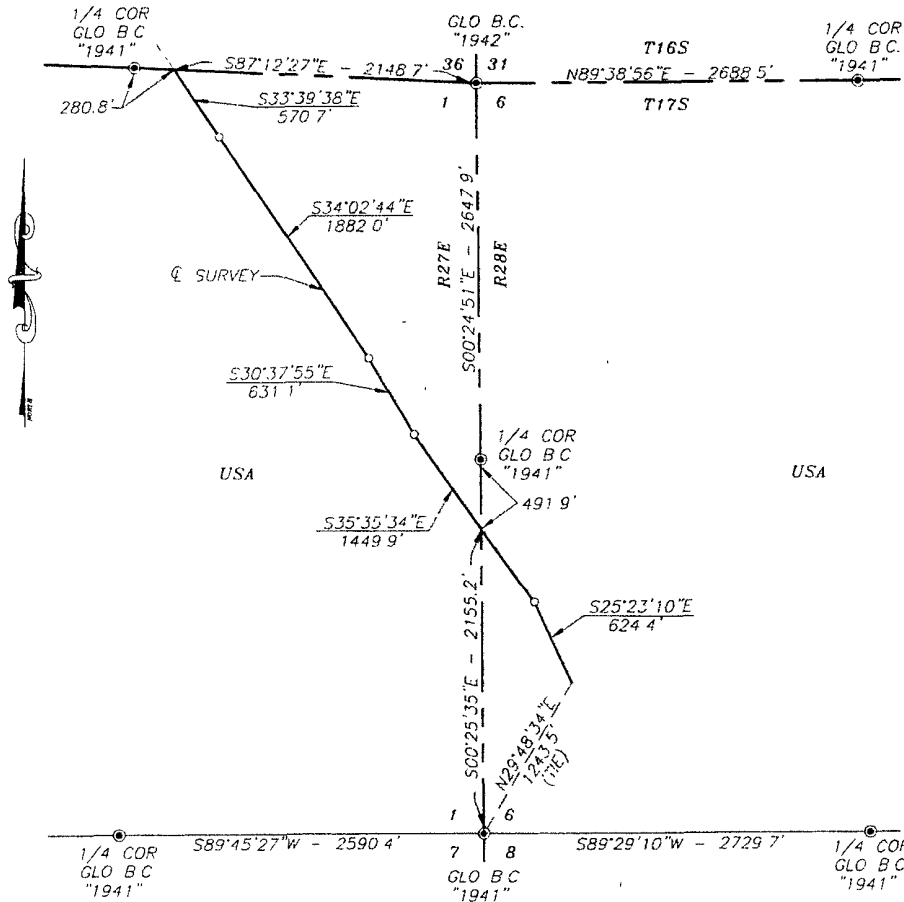 1/4 COR
GLO B C
"1941"
GLO B.C.
"1942"
1/4 COR
GLO B.C.
"1941"
T16S
36 31
S87°12'27"E - 2148 7'
N89°38'56"E - 2688 5'
1 6
T17S
280.8'
S33°39'38"E
570 7'
S34°02'44"E
1882 0'
℄ SURVEY
R27E
R28E
S00°24'51"E - 2647 9'
S30°37'55"E
631 1'
1/4 COR
GLO B C
"1941"
USA
USA
491 9'
S35°35'34"E
1449 9'
S25°23'10"E
624 4'
S00°25'35"E - 2155.2'
N29°48'34"E
1243 5'
(TIE)
1 6
S89°45'27"W - 2590 4'
S89°29'10"W - 2729 7'
7 8
1/4 COR
GLO B C
"1941"
GLO B C
"1941"
1/4 COR
GLO B C
"1941"